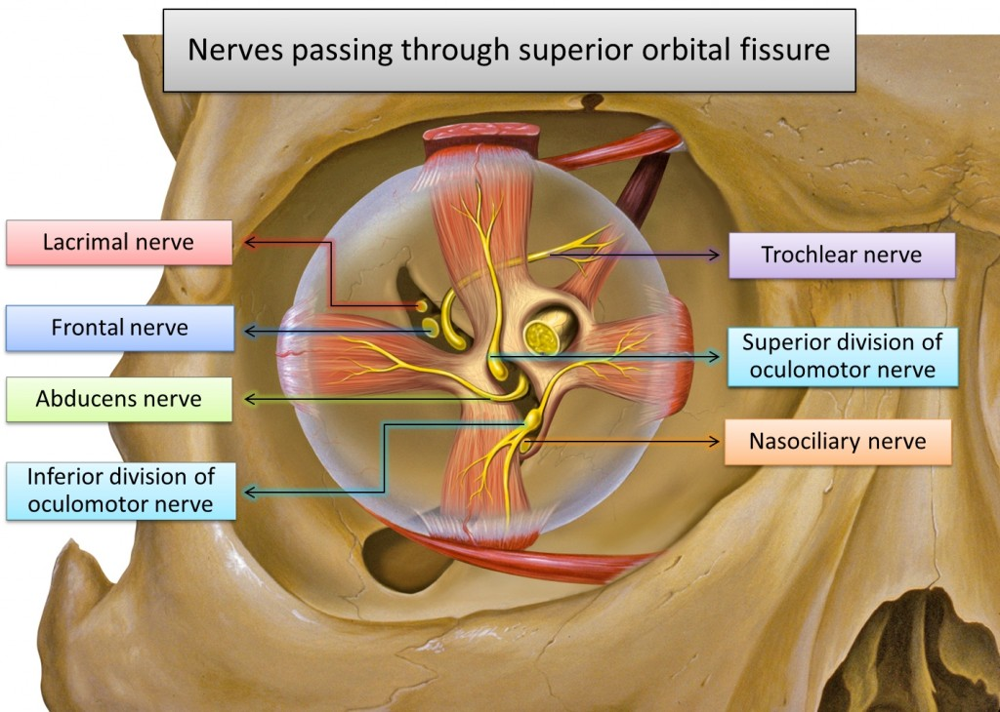 Nerves passing through superior orbital fissure
Lacrimal nerve
Frontal nerve
Abducens nerve
Inferior division of
oculomotor nerve
Trochlear nerve
Superior division of
oculomotor nerve
Nasociliary nerve